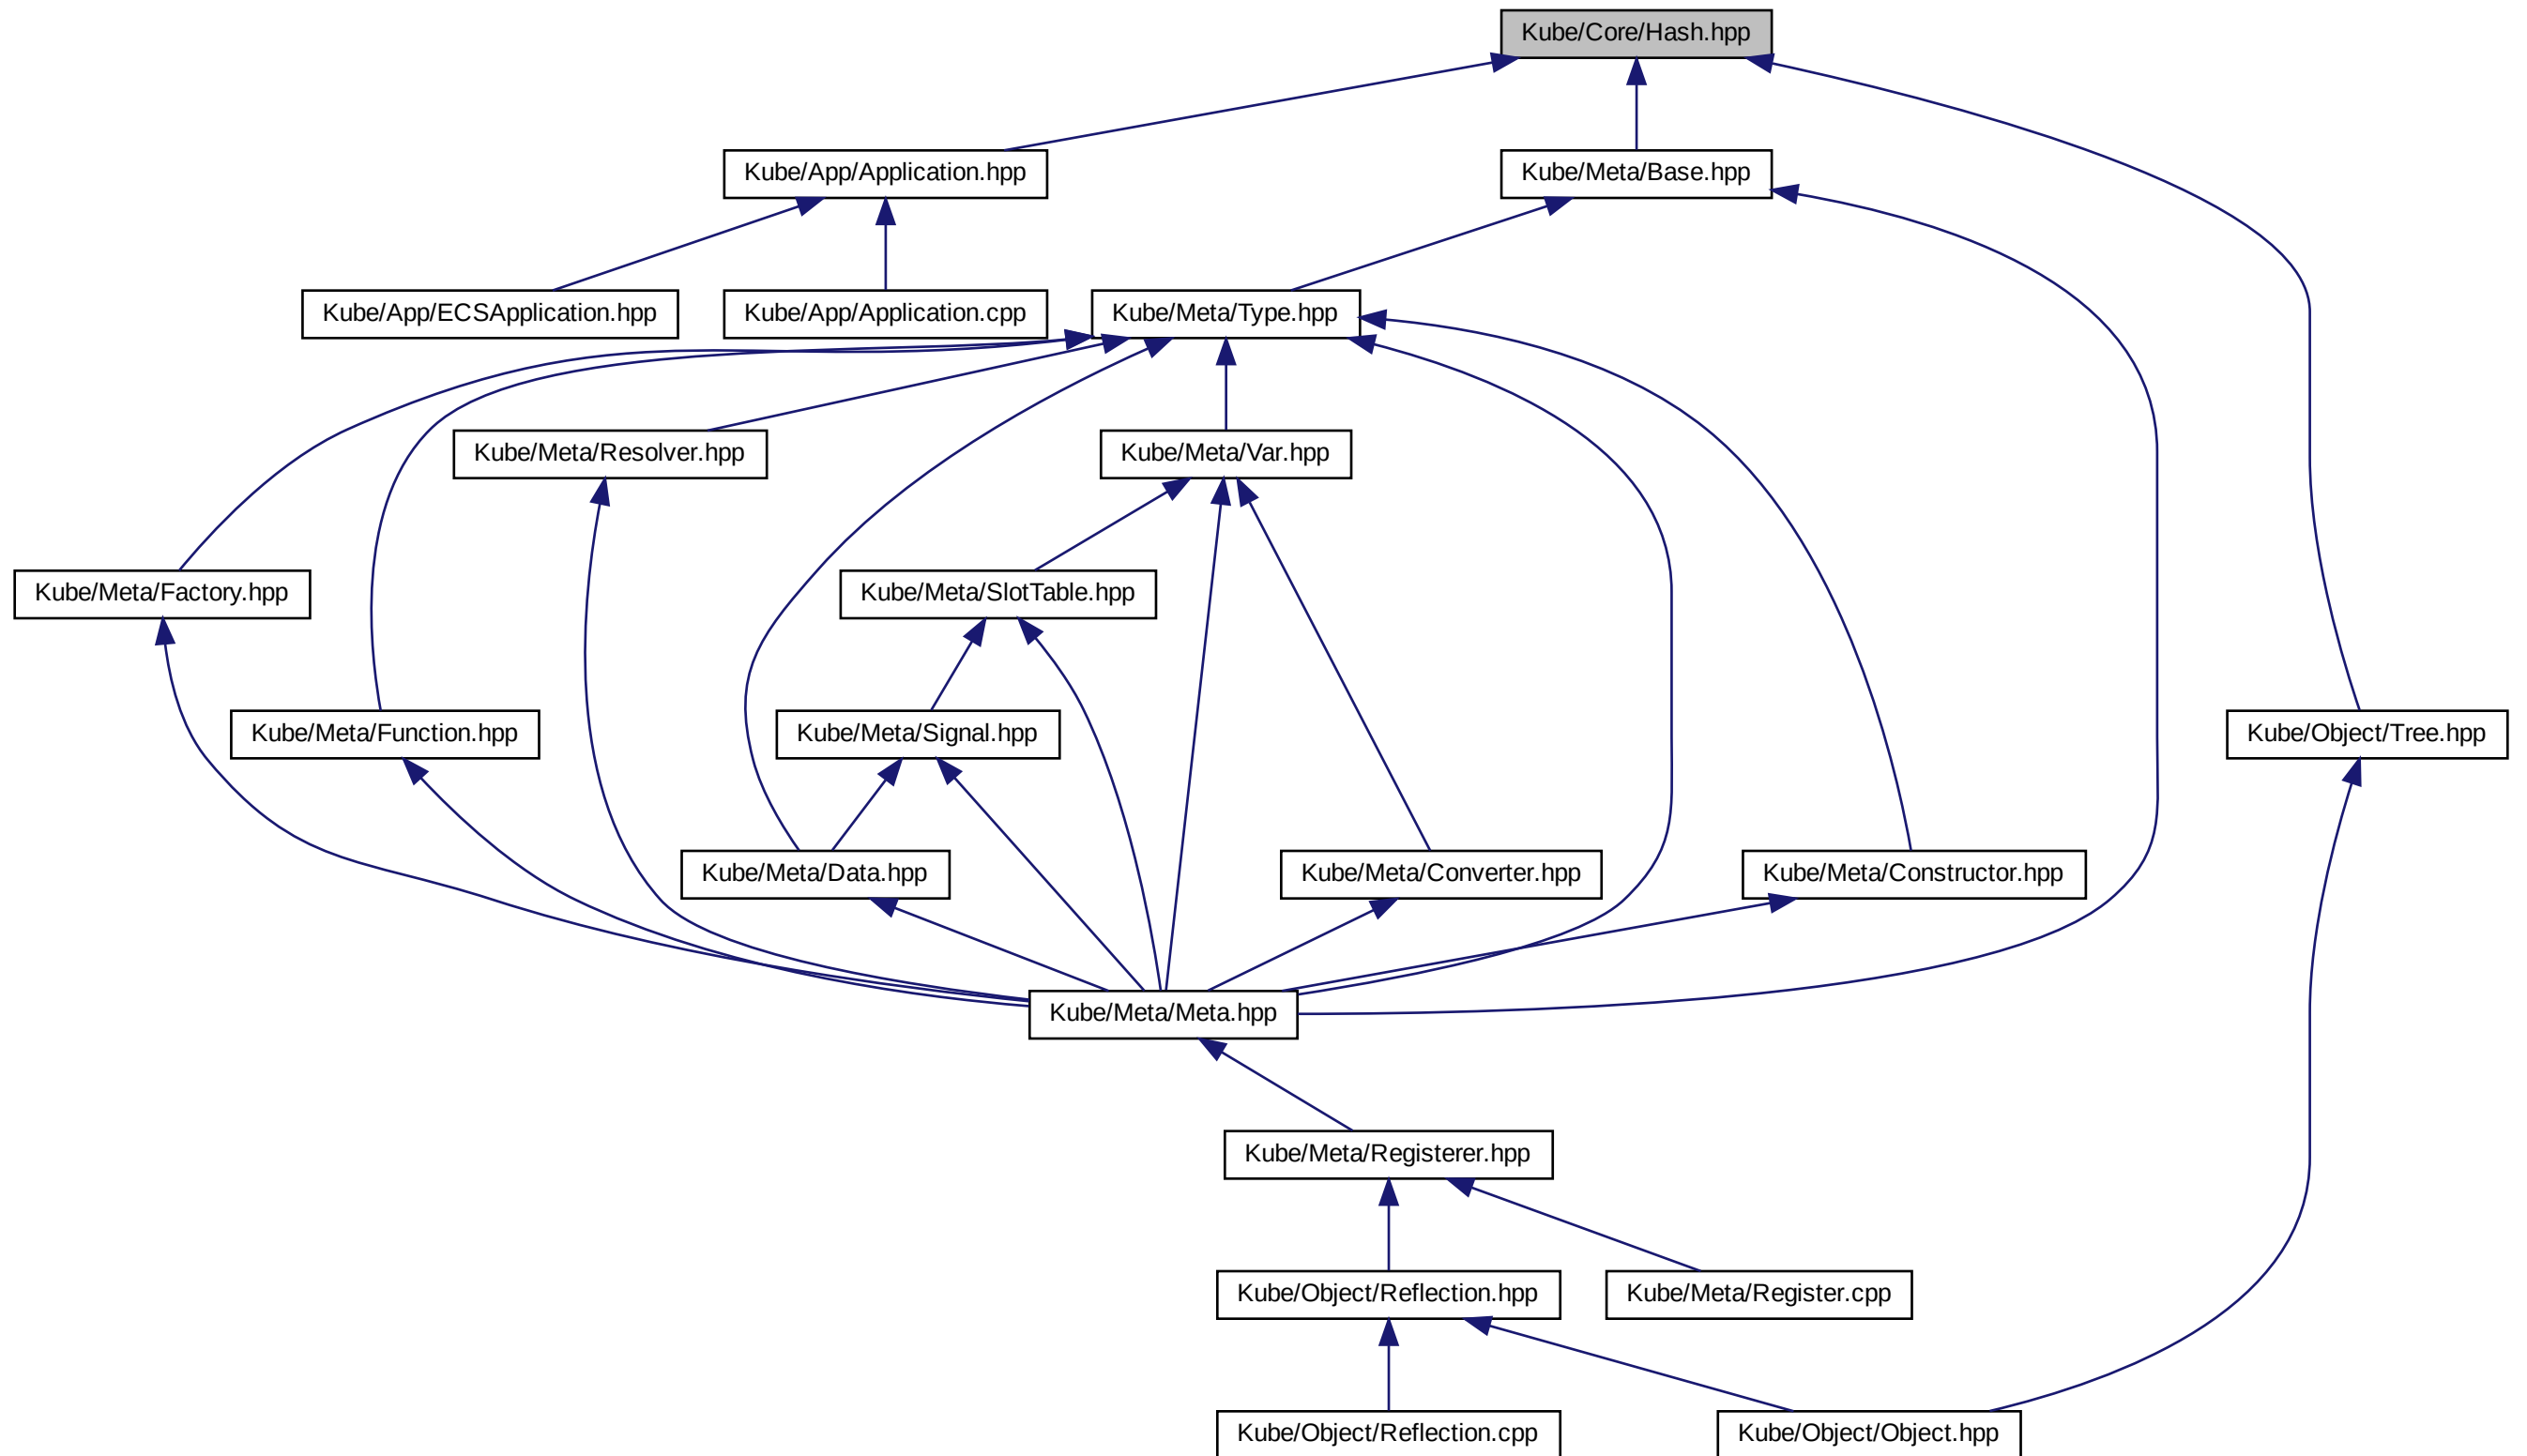 Kube/Core/Hash.hpp
Kube/App/Application.hpp
Kube/Meta/Base.hpp
Kube/App/ECSApplication.hpp
Kube/App/Application.cpp
Kube/Meta/Type.hpp
Kube/Meta/Resolver.hpp
Kube/Meta/Var.hpp
Kube/Meta/Factory.hpp
Kube/Meta/SlotTable.hpp
Kube/Meta/Function.hpp
Kube/Meta/Signal.hpp
Kube/Object/Tree.hpp
Kube/Meta/Data.hpp
Kube/Meta/Converter.hpp
Kube/Meta/Constructor.hpp
Kube/Meta/Meta.hpp
Kube/Meta/Registerer.hpp
Kube/Object/Reflection.hpp
Kube/Meta/Register.cpp
Kube/Object/Reflection.cpp
Kube/Object/Object.hpp